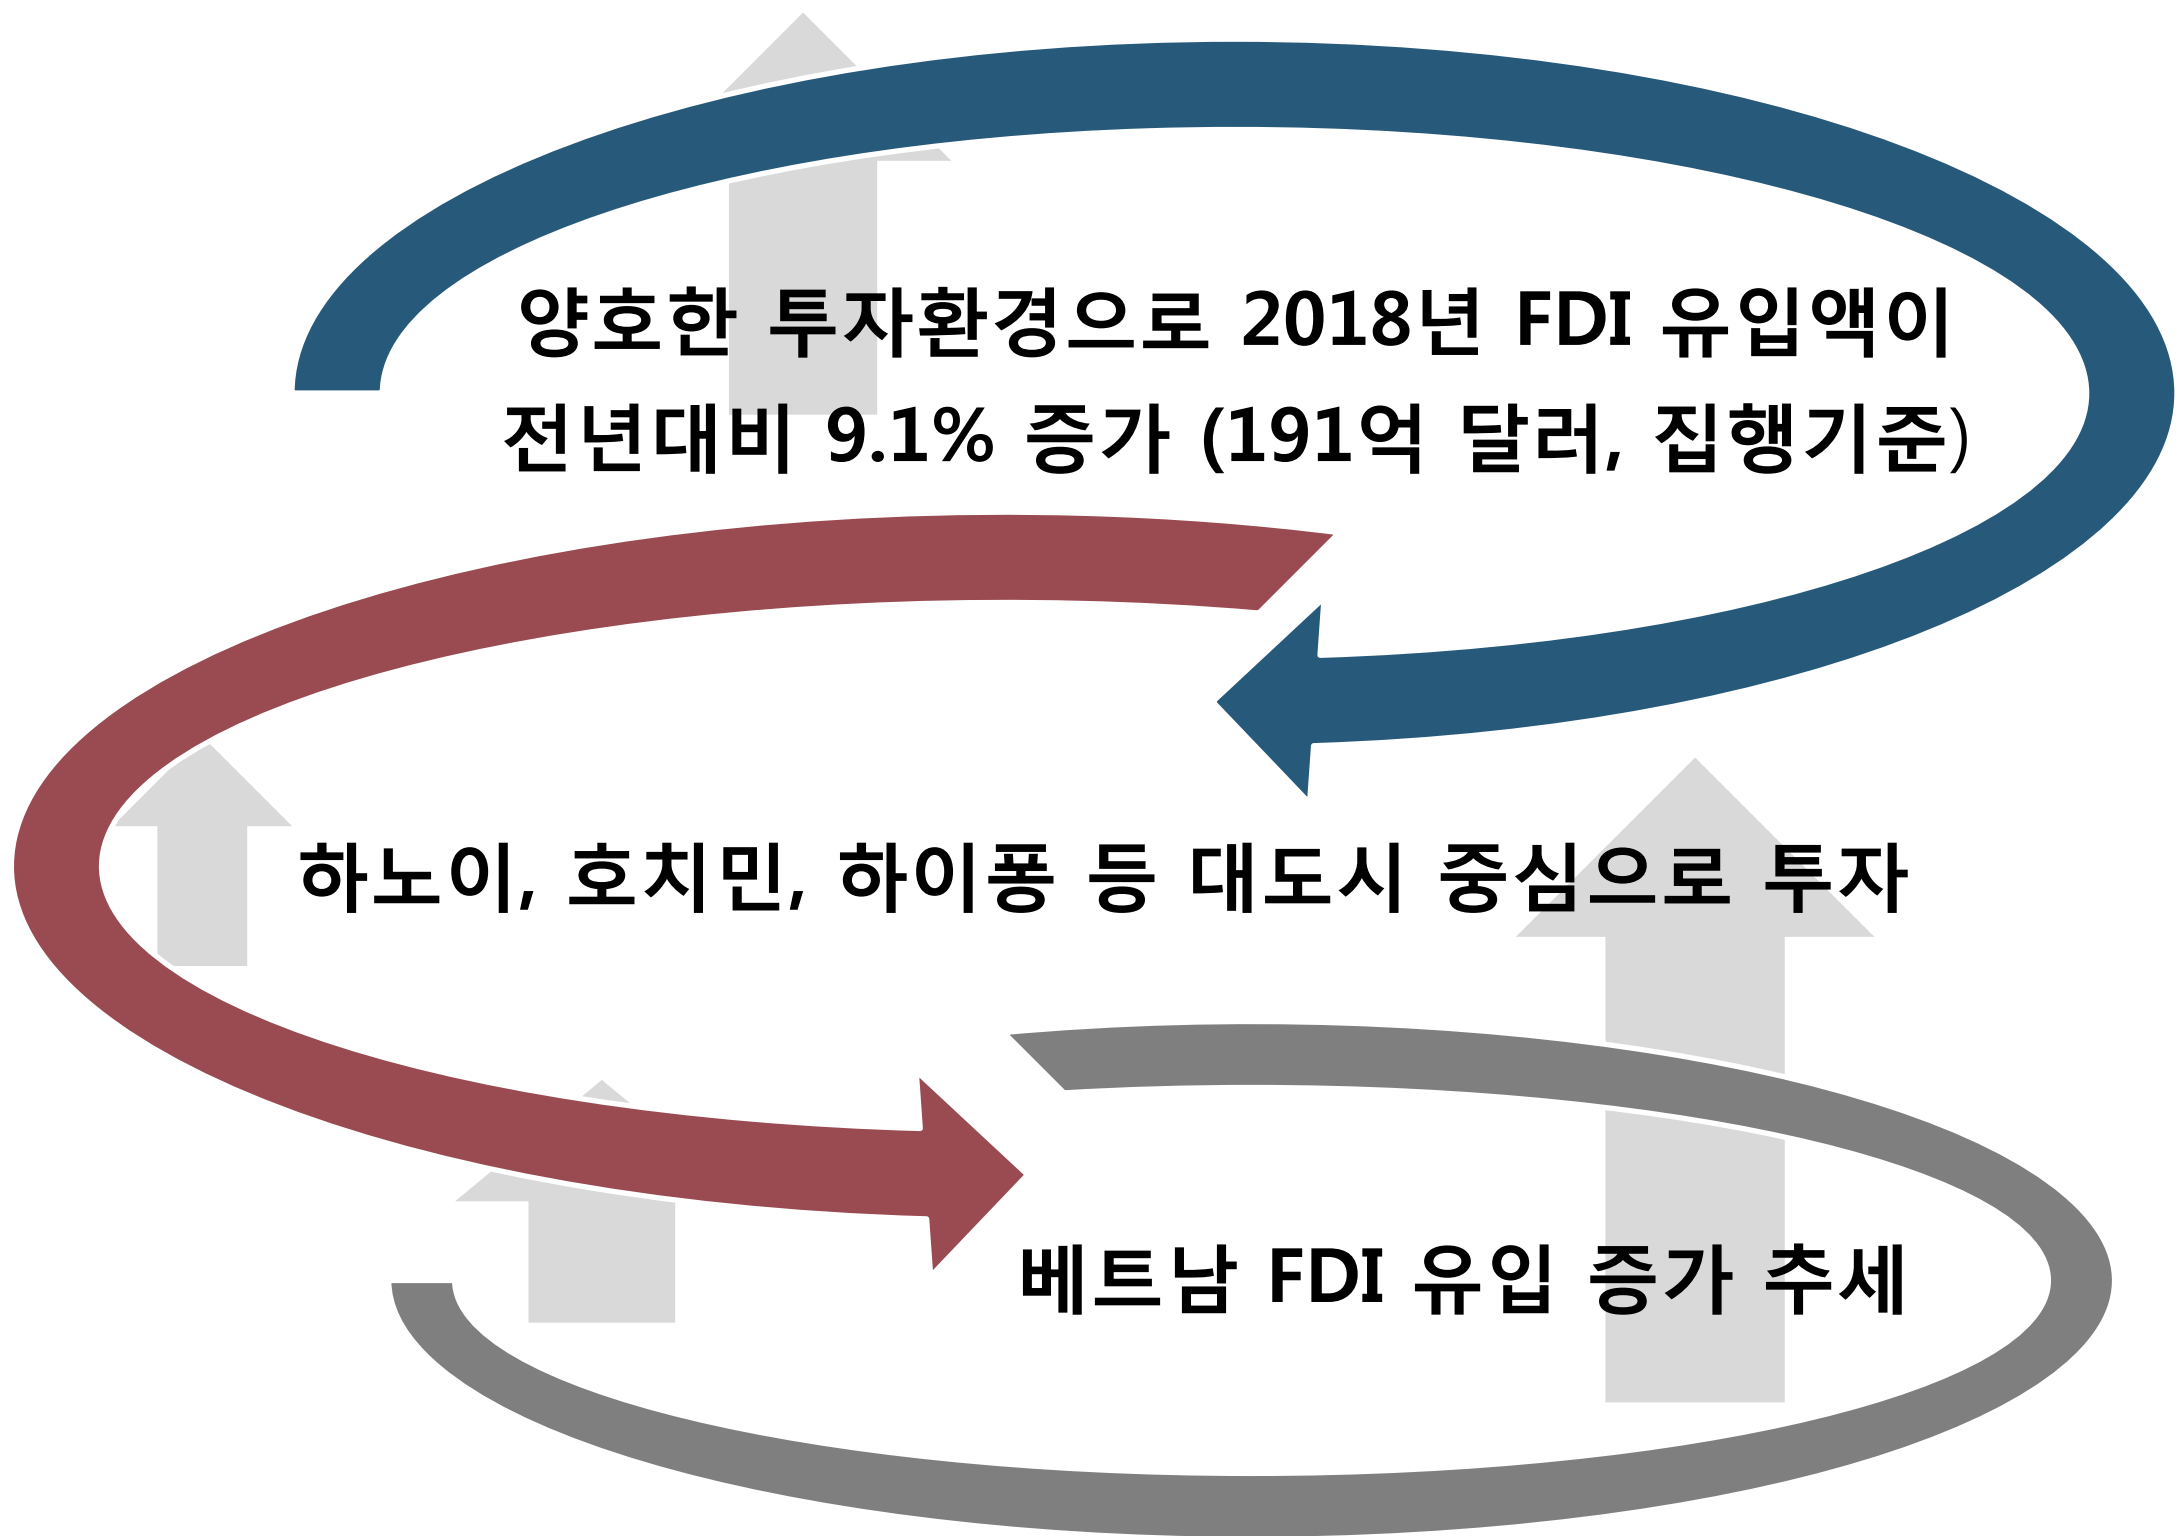 양호한 투자환경으로 2018년 FDI 유입액이
전년대비 9.1% 증가 (191억 달러, 집행기준)
하노이, 호치민, 하이퐁 등 대도시 중심으로 투자
베트남 FDI 유입 증가 추세